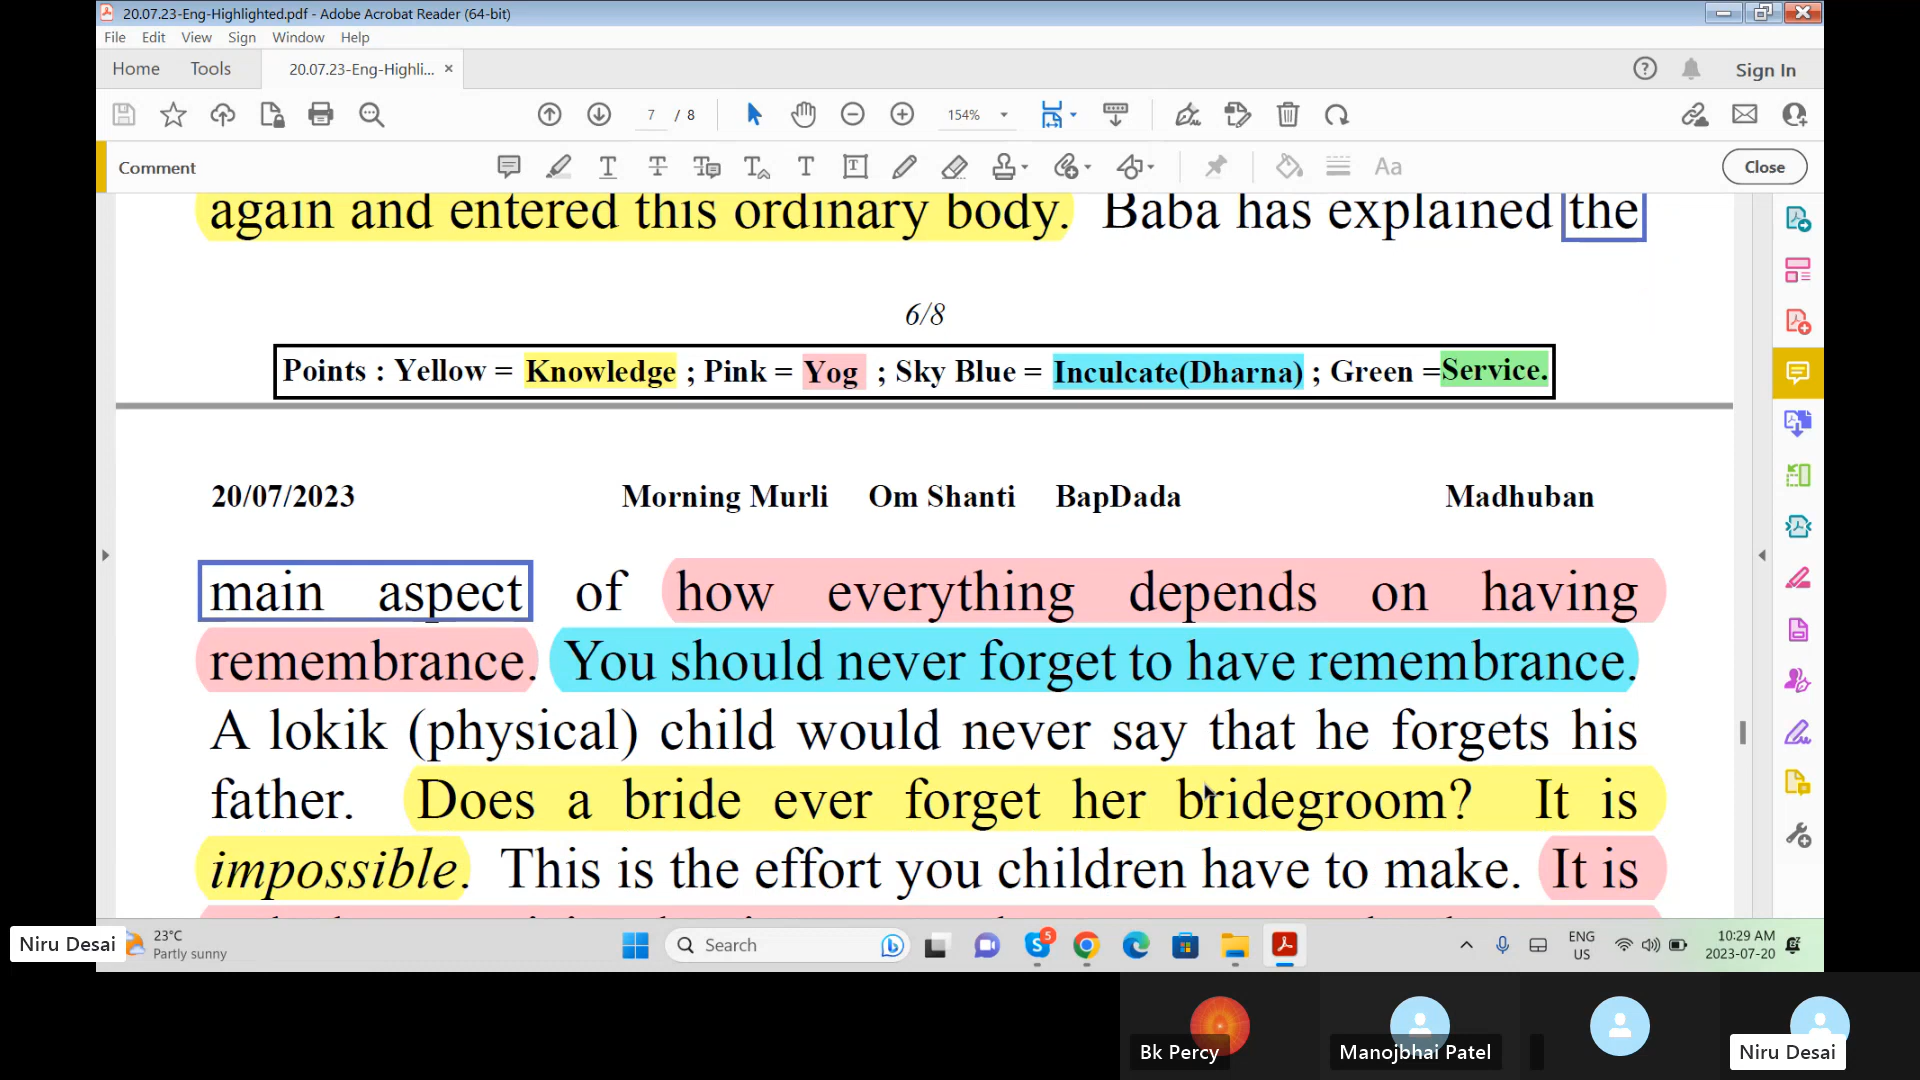 20.07.23-Eng-Highlighted.pdf - Adobe Acrobat Reader (64-bit)
File Edit View Sign Window Help
Home Tools 20.07.23-Eng-Highli... × Sign In
7 / 8 154%
Comment Close
again and entered this ordinary body. Baba has explained the
6/8
Points : Yellow = Knowledge ; Pink = Yog ; Sky Blue = Inculcate(Dharna) ; Green =Service.
20/07/2023 Morning Murli Om Shanti BapDada Madhuban
main aspect of how everything depends on having
remembrance. You should never forget to have remembrance.
A lokik (physical) child would never say that he forgets his
father. Does a bride ever forget her bridegroom? It is
impossible. This is the effort you children have to make. It is
Niru Desai
23°C
Partly sunny
Search
5
ENG
US
10:29 AM
2023-07-20
Bk Percy
Manojbhai Patel
Niru Desai